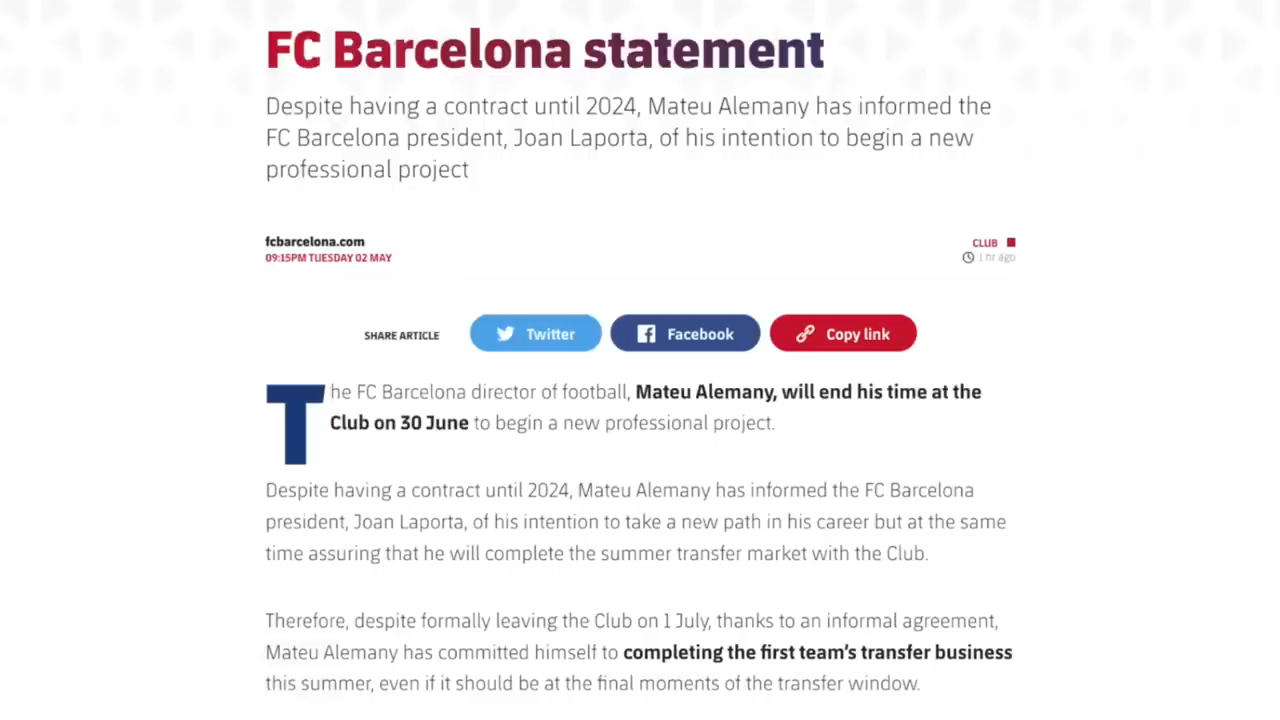 FC Barcelona statement
Despite having a contract until 2024, Mateu Alemany has informed the
FC Barcelona president, Joan Laporta, of his intention to begin a new
professional project
fcbarcelona.com
09:15PM TUESDAY 02 MAY
CLUB
1 hr ago
SHARE ARTICLE
Twitter
Facebook
Copy link
The FC Barcelona director of football, Mateu Alemany, will end his time at the
Club on 30 June to begin a new professional project.
Despite having a contract until 2024, Mateu Alemany has informed the FC Barcelona
president, Joan Laporta, of his intention to take a new path in his career but at the same
time assuring that he will complete the summer transfer market with the Club.
Therefore, despite formally leaving the Club on 1 July, thanks to an informal agreement,
Mateu Alemany has committed himself to completing the first team's transfer business
this summer, even if it should be at the final moments of the transfer window.